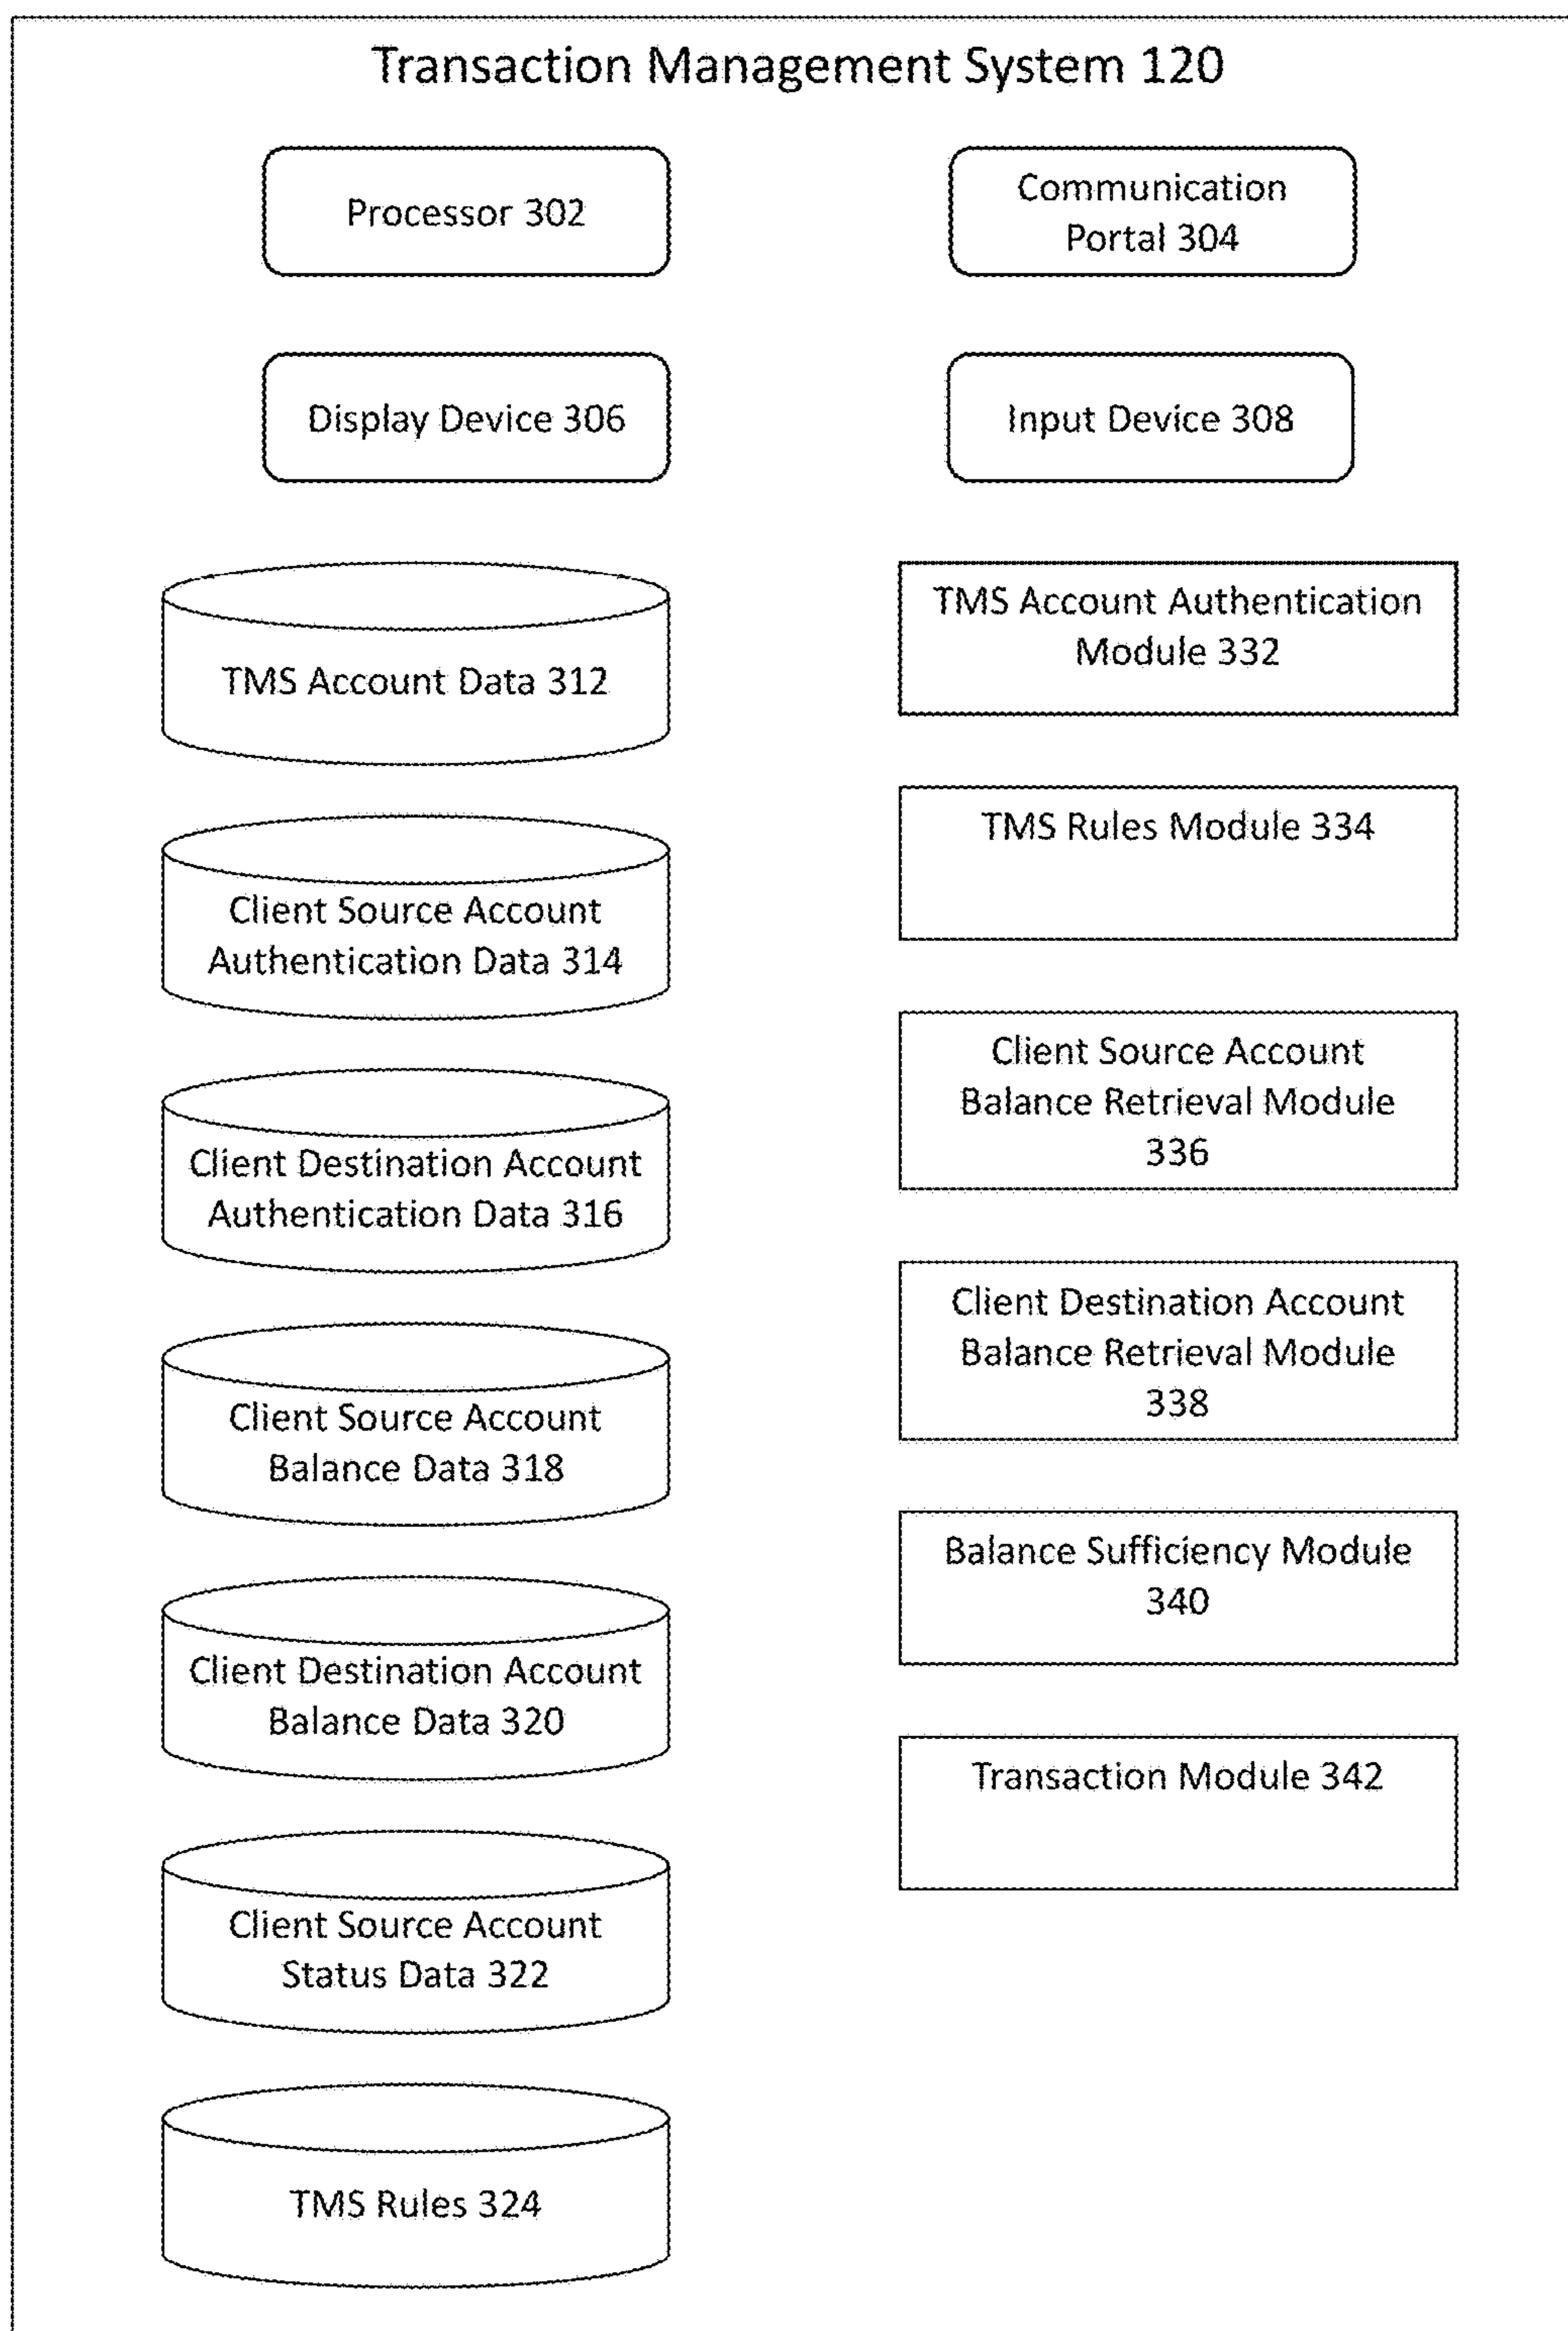 Transaction Management System 120
Processor 302
Communication
Portal 304
Display Device 306
Input Device 308
TMS Account Data 312
Client Source Account
Authentication Data 314
Client Destination Account
Authentication Data 316
Client Source Account
Balance Data 318
Client Destination Account
Balance Data 320
Client Source Account
Status Data 322
TMS Rules 324
TMS Account Authentication
Module 332
TMS Rules Module 334
Client Source Account
Balance Retrieval Module
336
Client Destination Account
Balance Retrieval Module
338
Balance Sufficiency Module
340
Transaction Module 342